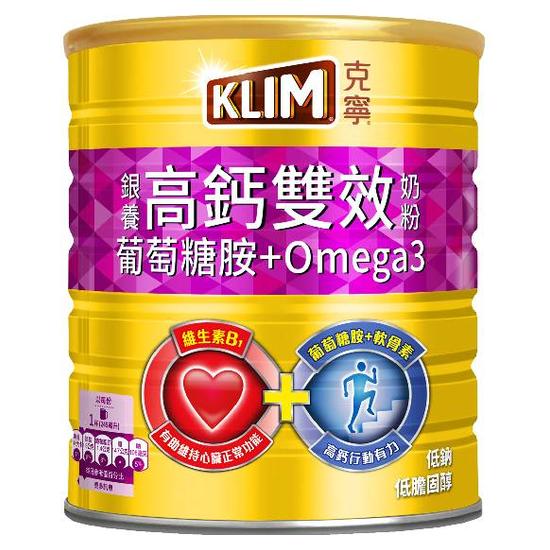 KLIM
克寧
銀養 高鈣雙效 奶粉
葡萄糖胺+Omega3
維生素B1
有助維持心臟正常功能
+
葡萄糖胺+軟骨素
高鈣行動有力
低鈉
低膽固醇